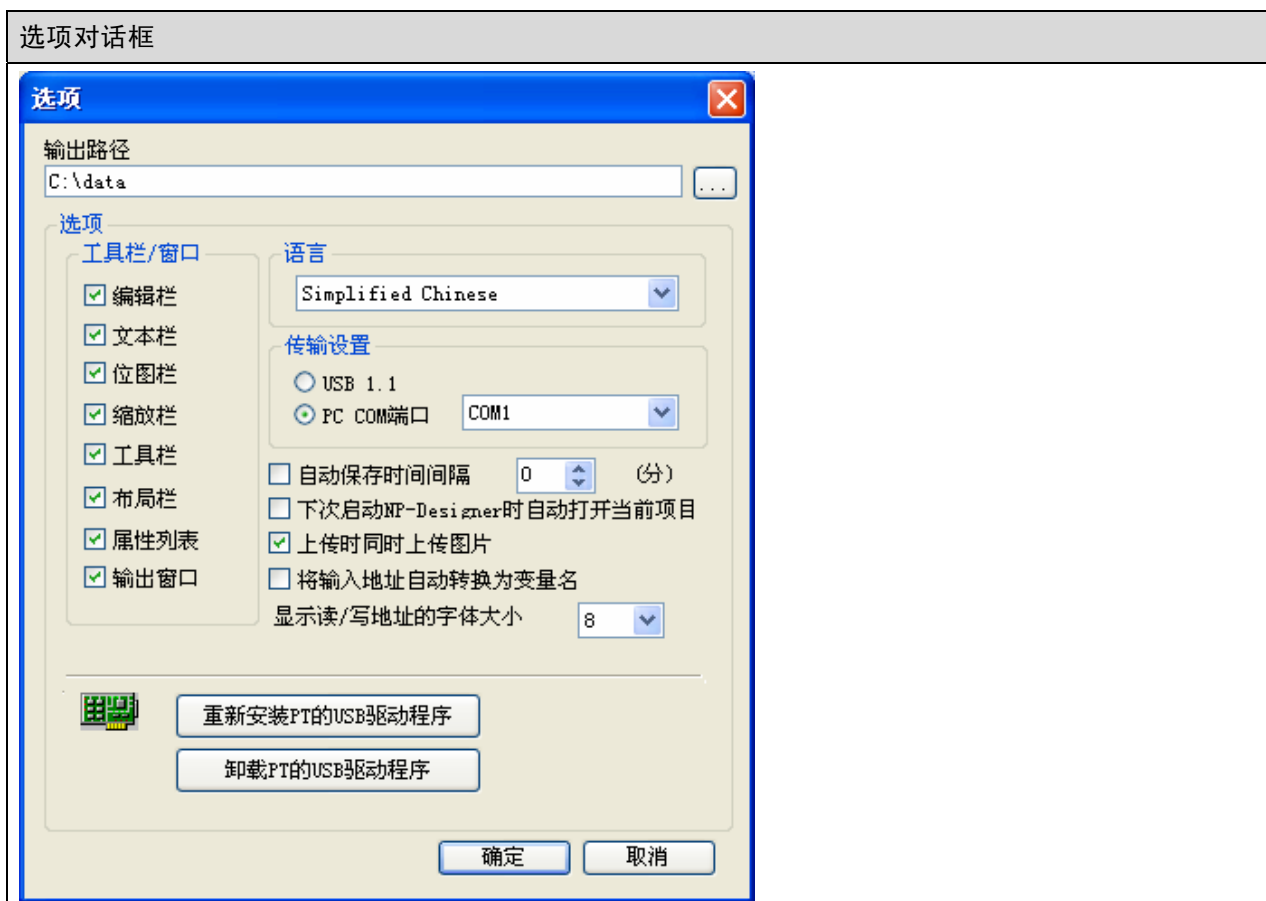 选项对话框
选项
输出路径
C:\data
...
选项
工具栏/窗口
编辑栏
文本栏
位图栏
缩放栏
工具栏
布局栏
属性列表
输出窗口
语言
Simplified Chinese
传输设置
USB 1.1
PC COM端口 COM1
自动保存时间间隔 0 (分)
下次启动NP-Designer时自动打开当前项目
上传时同时上传图片
将输入地址自动转换为变量名
显示读/写地址的字体大小 8
重新安装PT的USB驱动程序
卸载PT的USB驱动程序
确定 取消